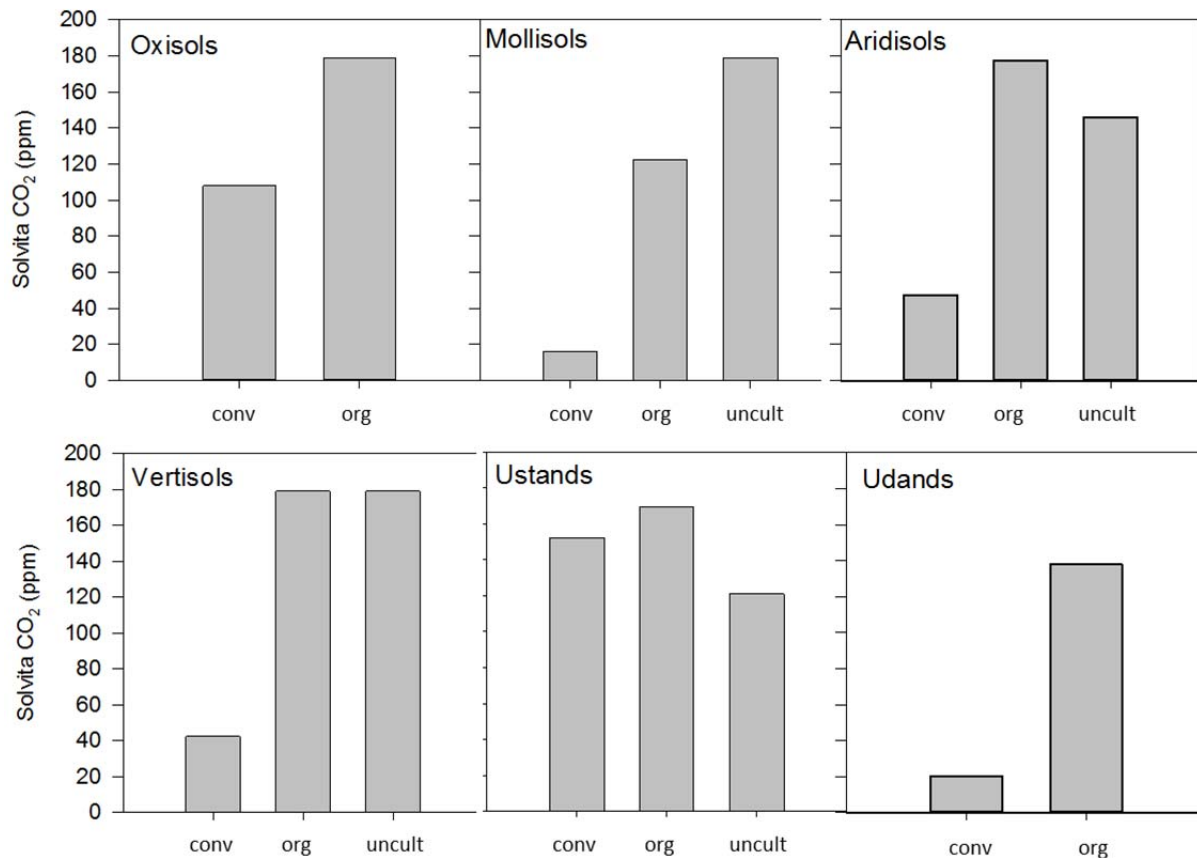 Oxisols
Mollisols
Aridisols
Solvita CO₂ (ppm)
200
180
160
140
120
100
80
60
40
20
0
conv org
conv org uncult
conv org uncult
Vertisols
Ustands
Udands
Solvita CO₂ (ppm)
200
180
160
140
120
100
80
60
40
20
0
conv org uncult
conv org uncult
conv org